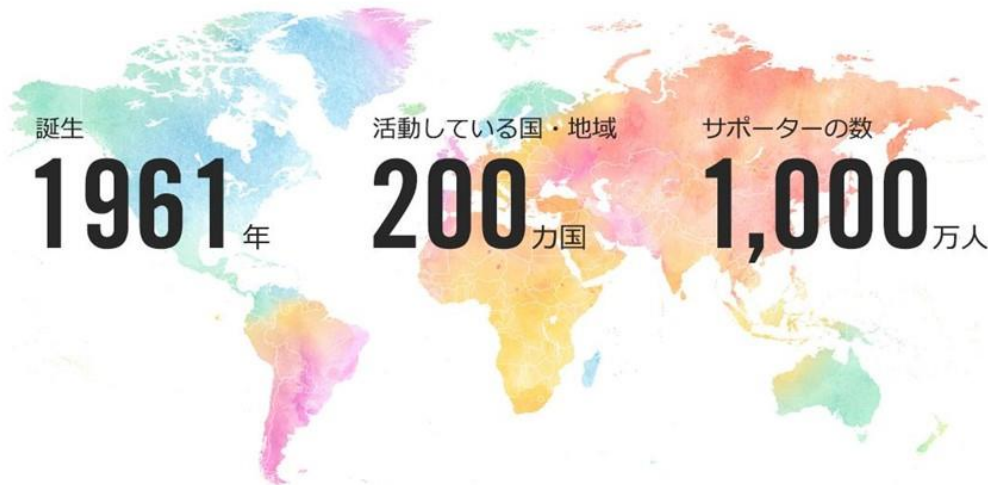 誕生
1961年
活動している国・地域
200カ国
サポーターの数
1,000万人